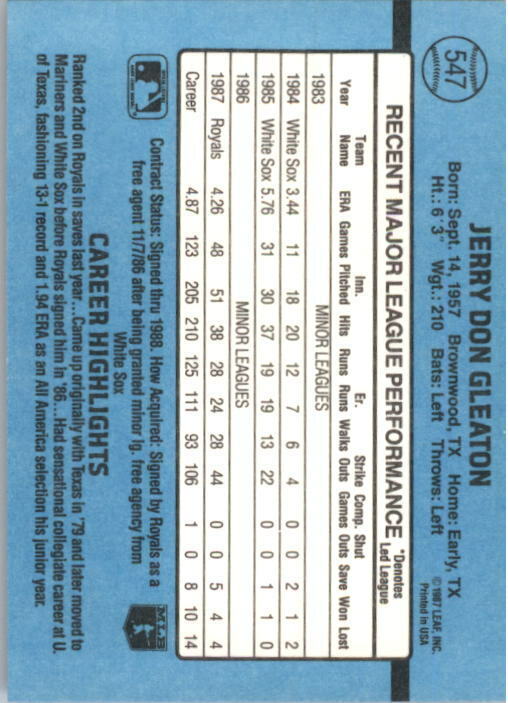 547
JERRY DON GLEATON
Born: Sept. 14, 1957 Brownwood, TX Home: Early, TX
Ht.: 6'3" Wgt.: 210 Bats: Left Throws: Left
©1987 LEAF, INC.
Printed in USA
RECENT MAJOR LEAGUE PERFORMANCE *Denotes Led League
Team Inn. Er. Strike Comp. Shut
Year Name ERA Games Pitched Hits Runs Runs Walks Outs Games Outs Save Won Lost
1983 MINOR LEAGUES
1984 White Sox 3.44 11 18 20 12 7 6 4 0 0 2 1 2
1985 White Sox 5.76 31 30 37 19 19 13 22 0 0 1 1 0
1986 MINOR LEAGUES
1987 Royals 4.26 48 51 38 28 24 28 44 0 0 5 4 4
Career 4.87 123 205 210 125 111 93 106 1 0 8 10 14
Contract Status: Signed thru 1988. How Acquired: Signed by Royals as a
free agent 11/7/86 after being granted minor lg. free agency from
White Sox
MLB
CAREER HIGHLIGHTS
Ranked 2nd on Royals in saves last year...Came up originally with Texas in '79 and later moved to
Mariners and White Sox before Royals signed him in '86...Had sensational collegiate career at U.
of Texas, fashioning 13-1 record and 1.94 ERA as an All America selection his junior year.